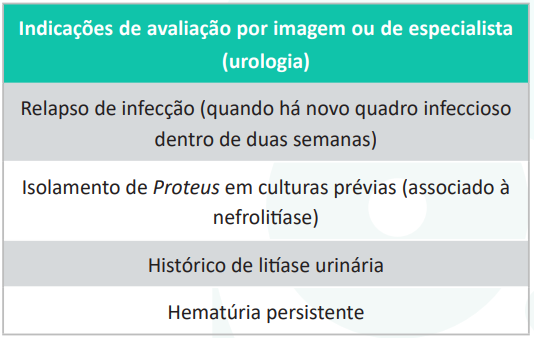 Indicações de avaliação por imagem ou de especialista
(urologia)
Relapso de infecção (quando há novo quadro infeccioso
dentro de duas semanas)
Isolamento de Proteus em culturas prévias (associado à
nefrolitíase)
Histórico de litíase urinária
Hematúria persistente